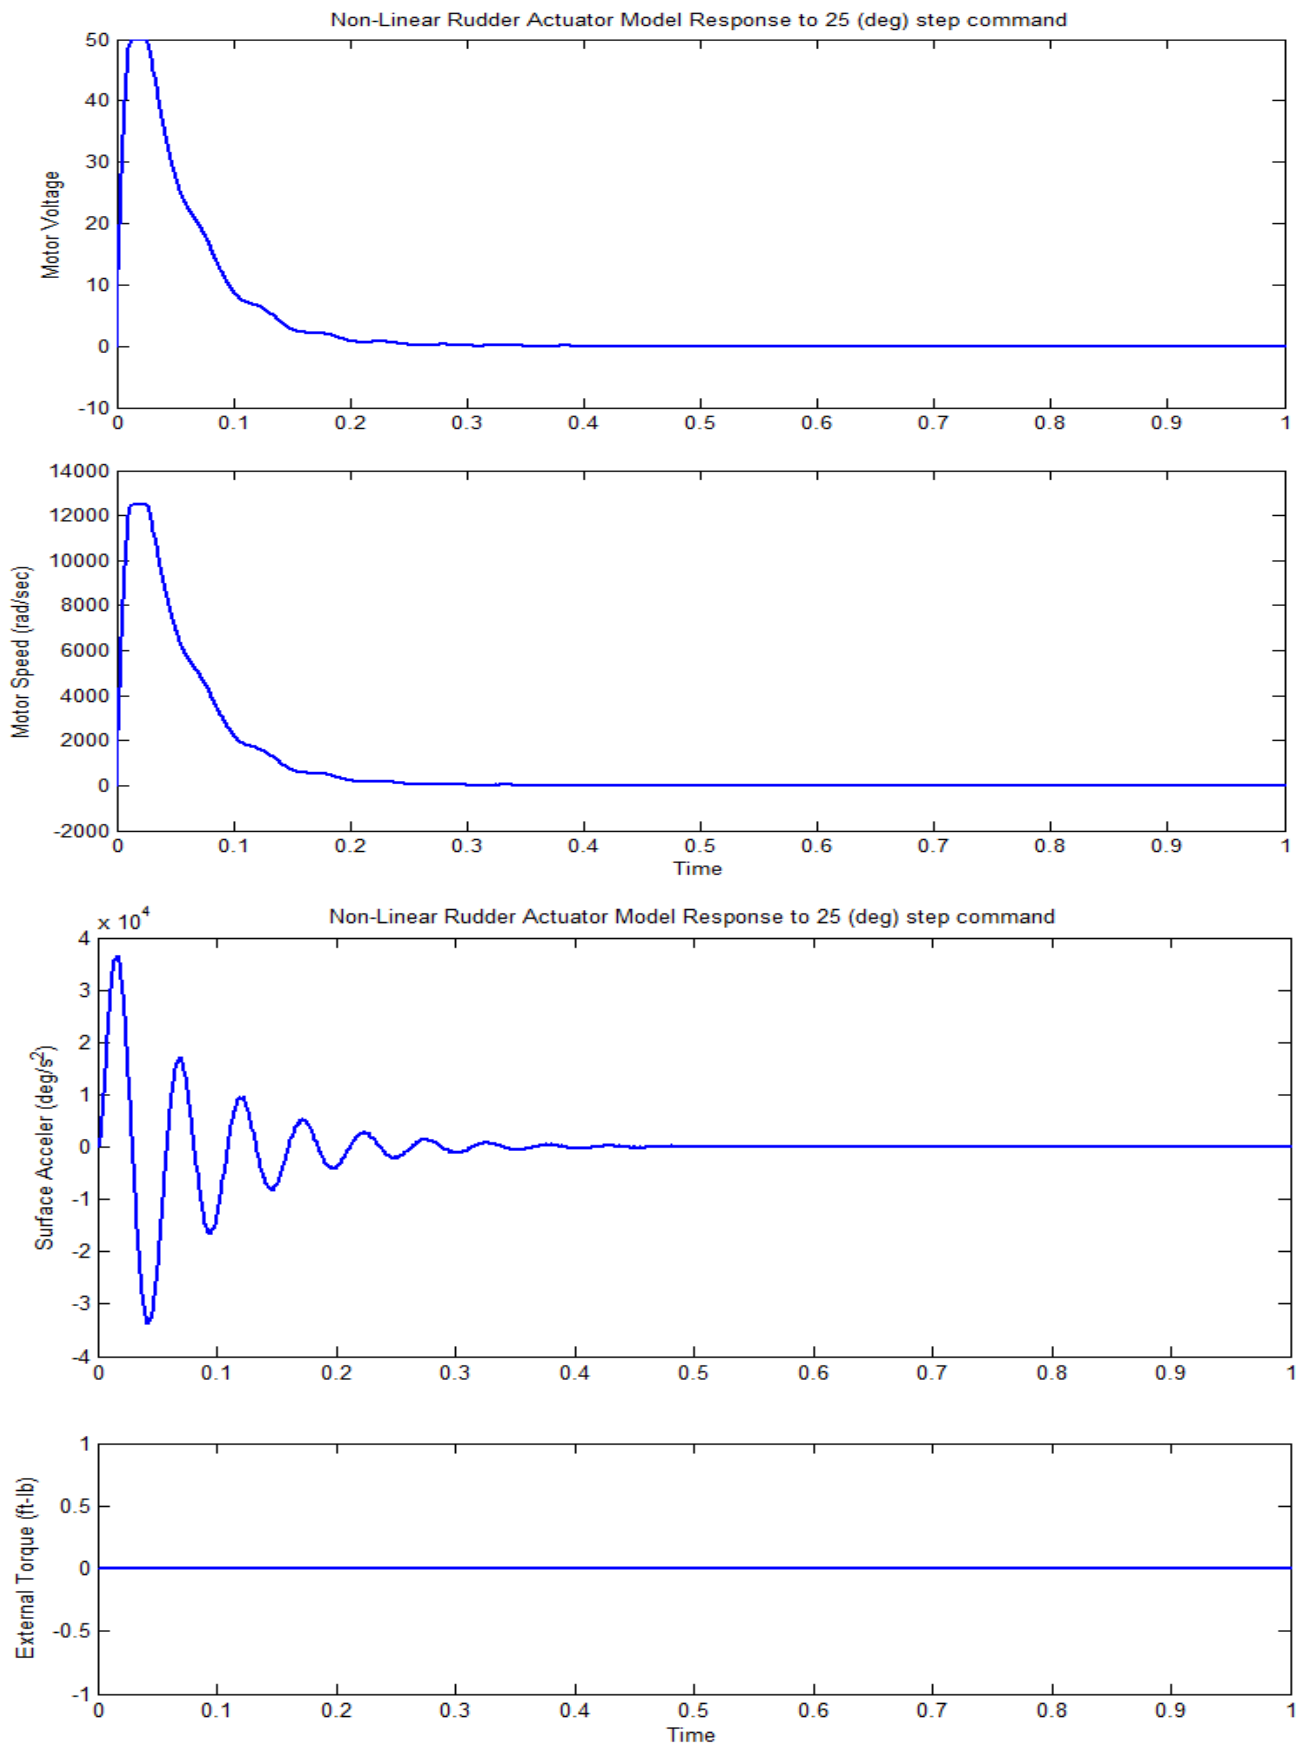 Non-Linear Rudder Actuator Model Response to 25 (deg) step command
50
40
30
20
10
0
-10
Motor Voltage
0 0.1 0.2 0.3 0.4 0.5 0.6 0.7 0.8 0.9 1
14000
12000
10000
8000
6000
4000
2000
0
-2000
Motor Speed (rad/sec)
0 0.1 0.2 0.3 0.4 0.5 0.6 0.7 0.8 0.9 1
Time
x 10^4
Non-Linear Rudder Actuator Model Response to 25 (deg) step command
4
3
2
1
0
-1
-2
-3
-4
Surface Acceler (deg/s^2)
0 0.1 0.2 0.3 0.4 0.5 0.6 0.7 0.8 0.9 1
1
0.5
0
-0.5
-1
External Torque (ft-lb)
0 0.1 0.2 0.3 0.4 0.5 0.6 0.7 0.8 0.9 1
Time